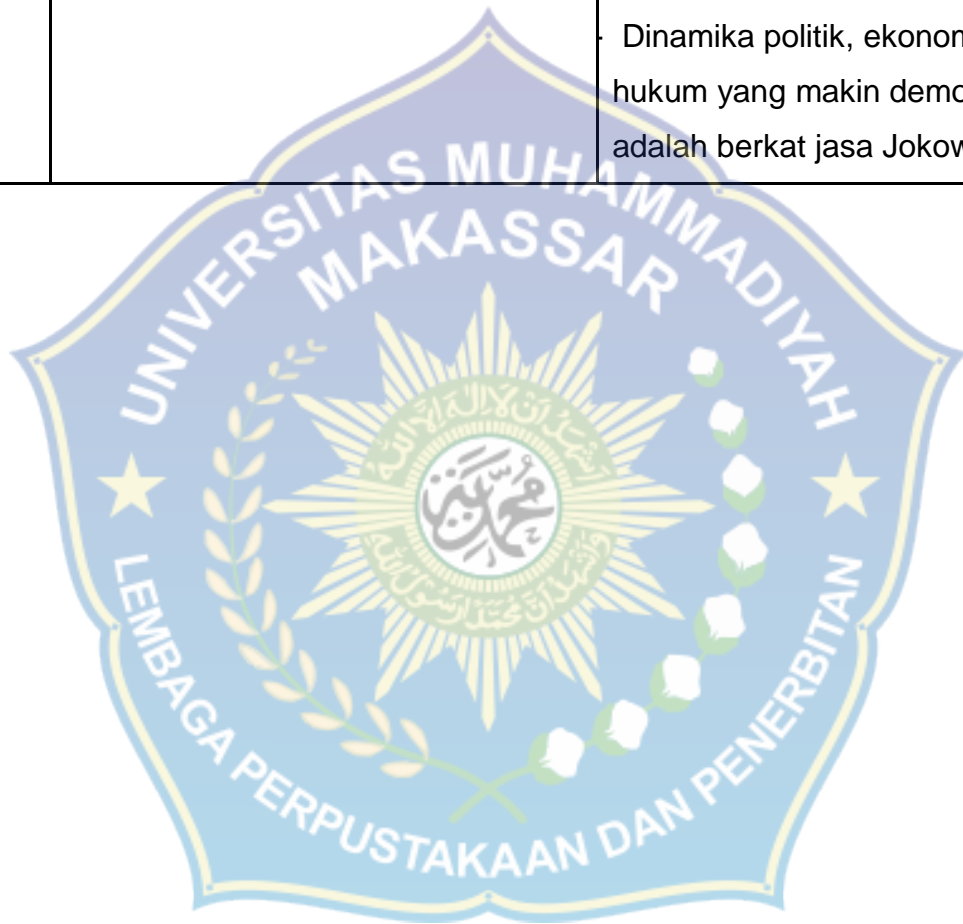 - Dinamika politik, ekonom
hukum yang makin demo
adalah berkat jasa Jokow
UNIVERSITAS MUHAMMADIYAH
MAKASSAR
LEMBAGA PERPUSTAKAAN DAN PENERBITAN